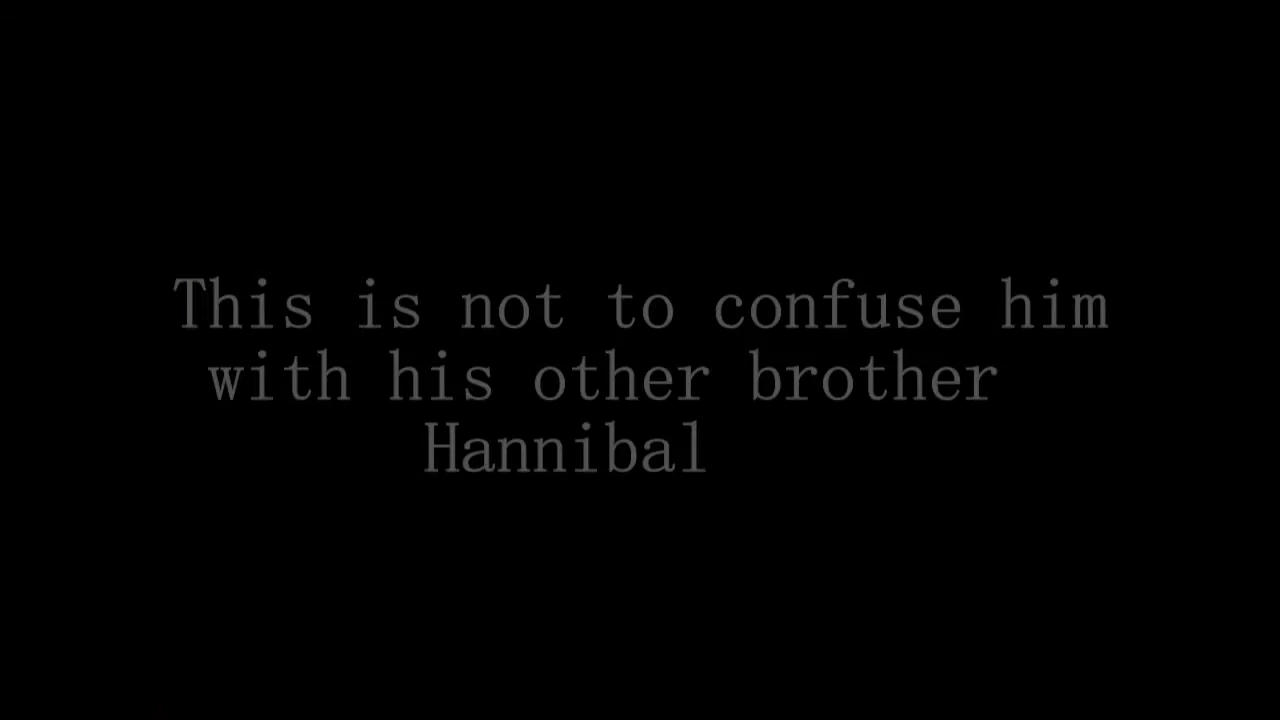 This is not to confuse him
with his other brother
Hannibal